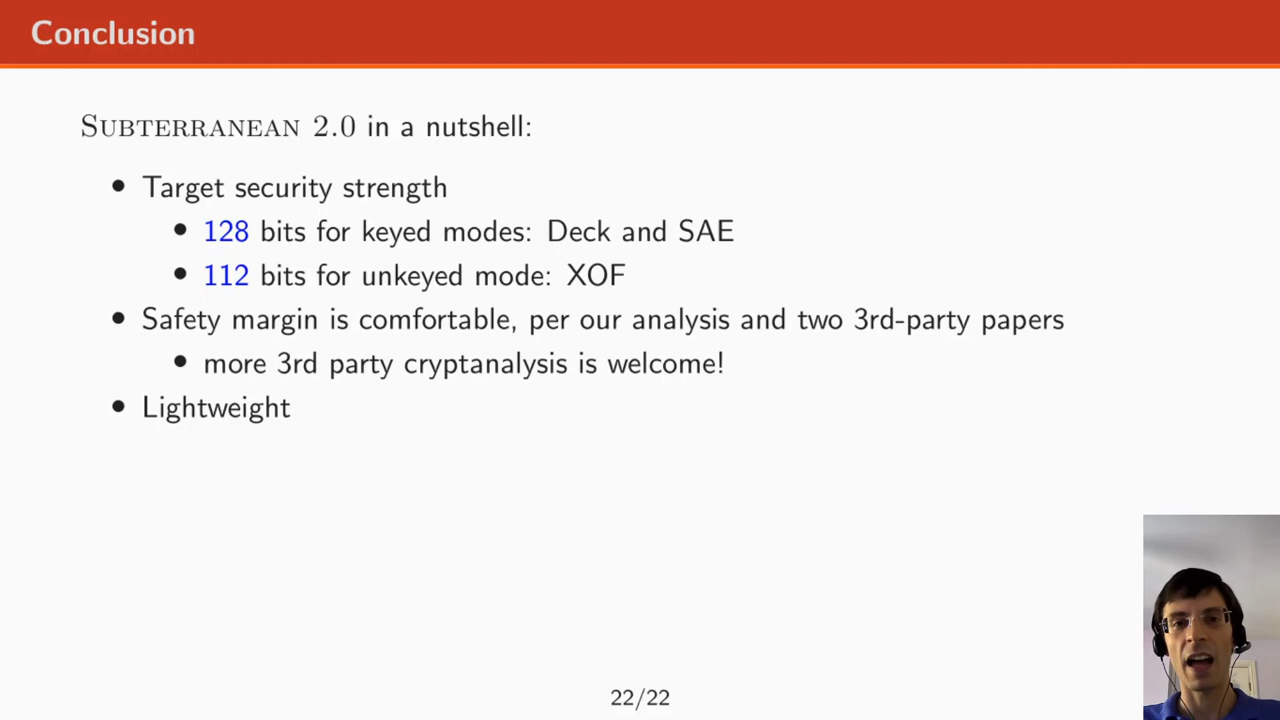 Conclusion
SUBTERRANEAN 2.0 in a nutshell:
• Target security strength
• 128 bits for keyed modes: Deck and SAE
• 112 bits for unkeyed mode: XOF
• Safety margin is comfortable, per our analysis and two 3rd-party papers
• more 3rd party cryptanalysis is welcome!
• Lightweight
22/22